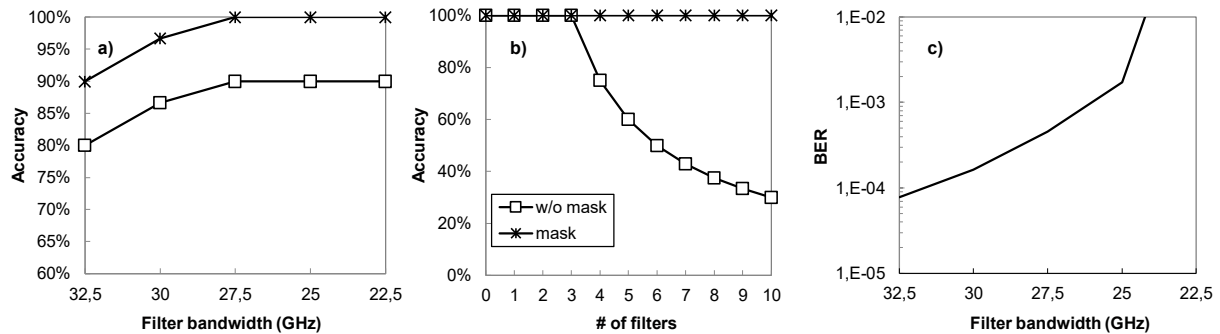 a)
100%
95%
90%
85%
80%
75%
70%
65%
60%
Accuracy
32,5
30
27,5
25
22,5
Filter bandwidth (GHz)
b)
100%
80%
60%
40%
20%
0%
Accuracy
w/o mask
mask
0 1 2 3 4 5 6 7 8 9 10
# of filters
c)
1,E-02
1,E-03
1,E-04
1,E-05
BER
32,5
30
27,5
25
22,5
Filter bandwidth (GHz)